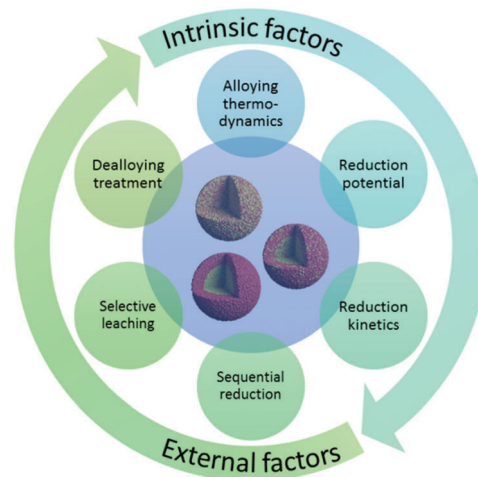 Intrinsic factors
Alloying
thermo-
dynamics
Reduction
potential
Reduction
kinetics
Sequential
reduction
Selective
leaching
Dealloying
treatment
External factors